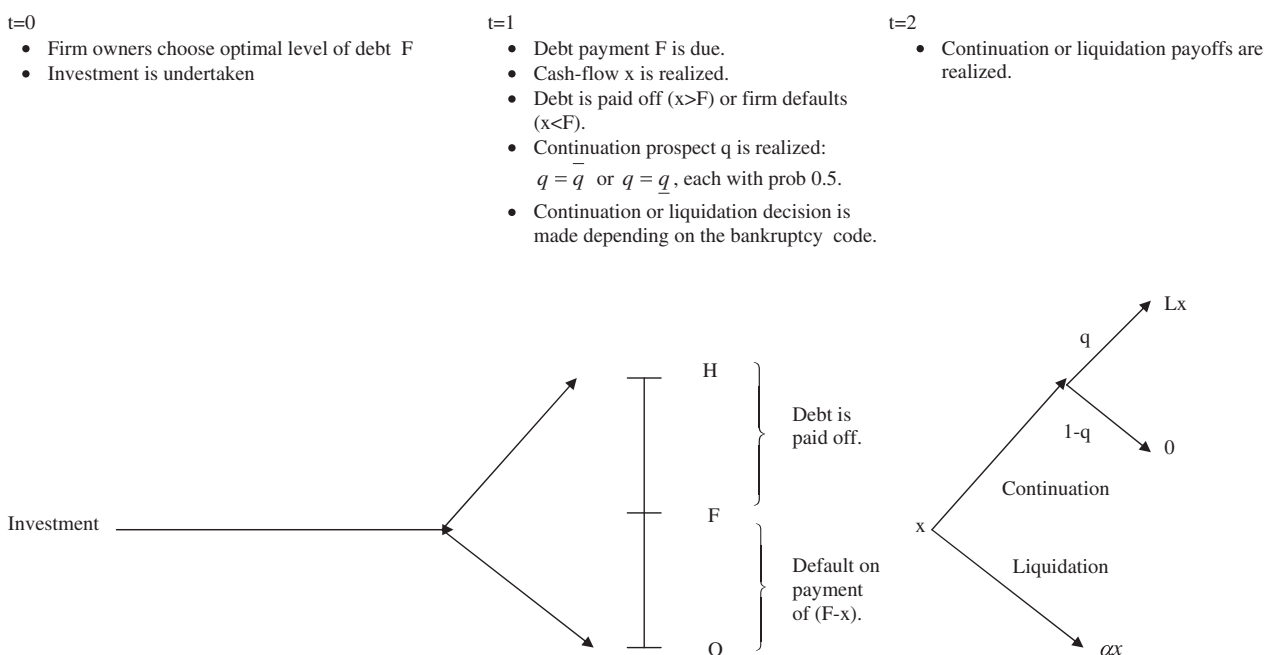 t=0
• Firm owners choose optimal level of debt F
• Investment is undertaken
t=1
• Debt payment F is due.
• Cash-flow x is realized.
• Debt is paid off (x>F) or firm defaults
(x<F).
• Continuation prospect q is realized:
q = q̅ or q = q̲, each with prob 0.5.
• Continuation or liquidation decision is
made depending on the bankruptcy code.
t=2
• Continuation or liquidation payoffs are
realized.
Investment
H
F
O
Debt is
paid off.
Default on
payment
of (F-x).
x
q
1-q
Lx
0
Continuation
Liquidation
αx